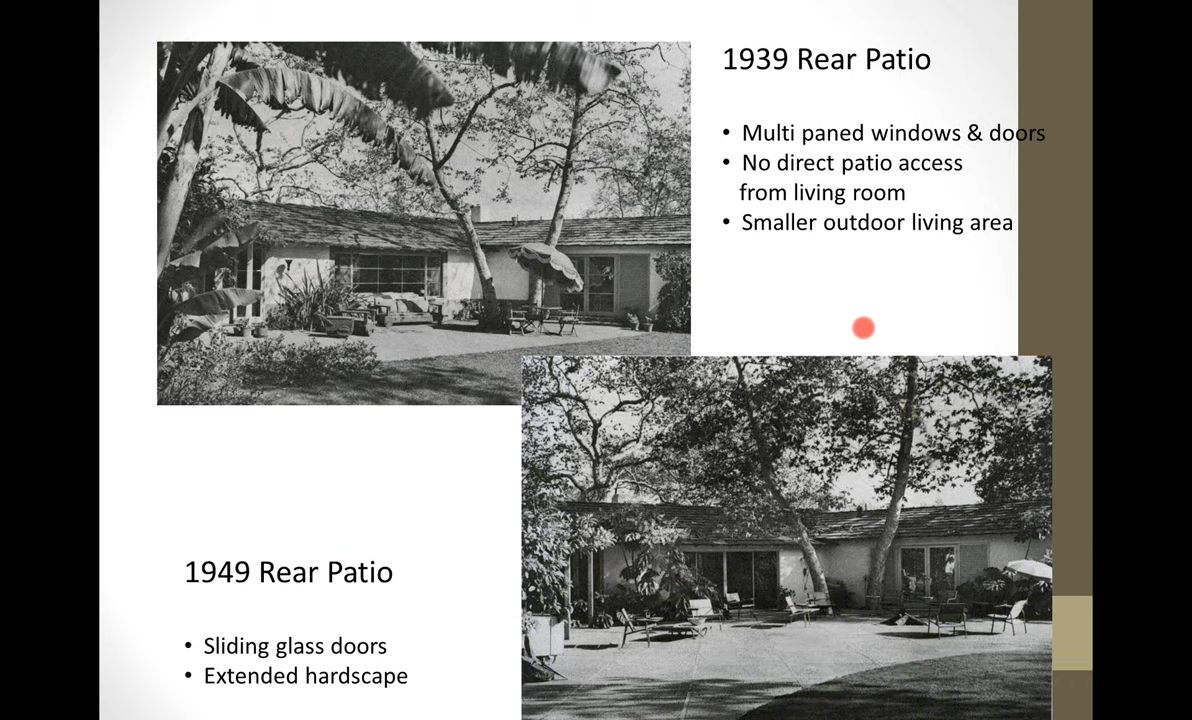 1939 Rear Patio
• Multi paned windows & doors
• No direct patio access
from living room
• Smaller outdoor living area
1949 Rear Patio
• Sliding glass doors
• Extended hardscape